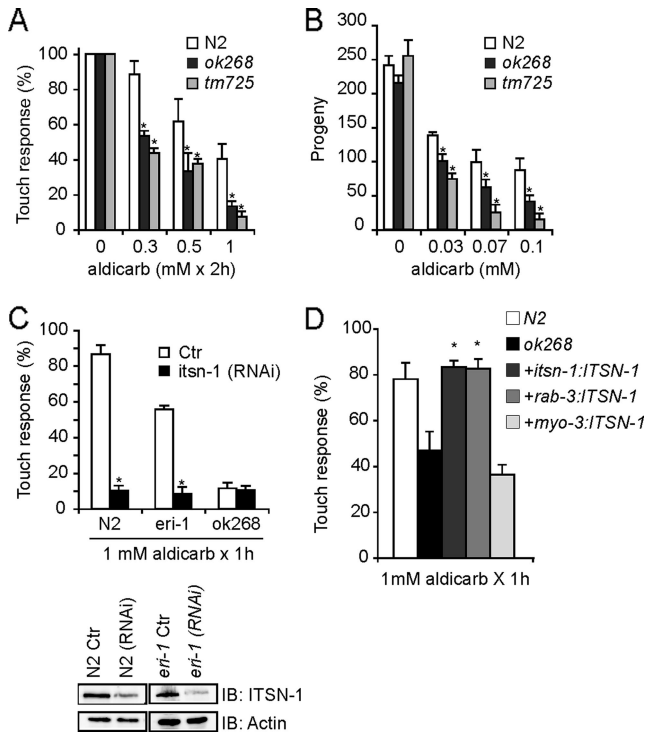 A
Touch response (%)
100
80
60
40
20
0
N2
ok268
tm725
* * * * * *
0 0.3 0.5 1
aldicarb (mM x 2h)
B
Progeny
300
250
200
150
100
50
0
N2
ok268
tm725
* * * * * *
0 0.03 0.07 0.1
aldicarb (mM)
C
Touch response (%)
100
80
60
40
20
0
Ctr
itsn-1 (RNAi)
* *
N2 eri-1 ok268
1 mM aldicarb x 1h
N2 Ctr
N2 (RNAi)
eri-1 Ctr
eri-1 (RNAi)
IB: ITSN-1
IB: Actin
D
Touch response (%)
100
80
60
40
20
0
N2
ok268
+itsn-1:ITSN-1
+rab-3:ITSN-1
+myo-3:ITSN-1
* *
1mM aldicarb X 1h